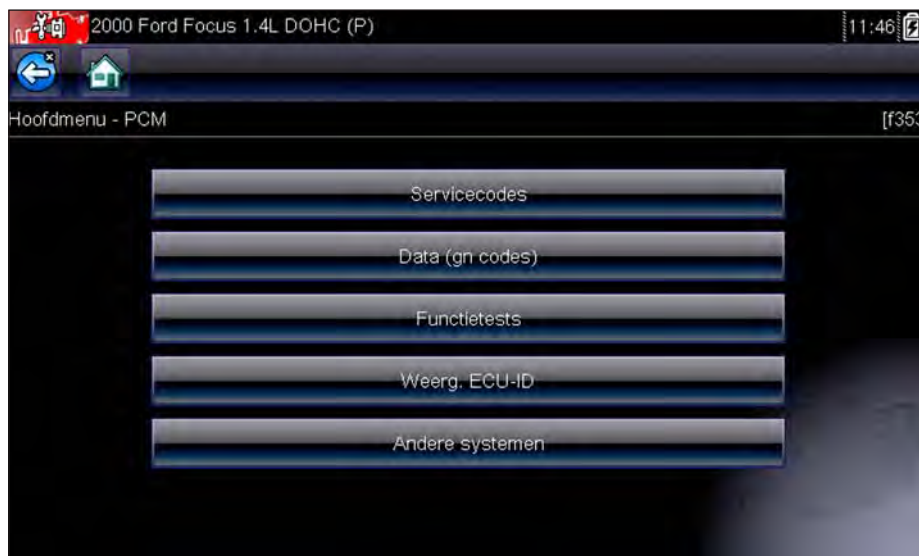 2000 Ford Focus 1.4L DOHC (P) 11:46
Hoofdmenu - PCM [f353
Servicecodes
Data (gn codes)
Functietests
Weerg. ECU-ID
Andere systemen